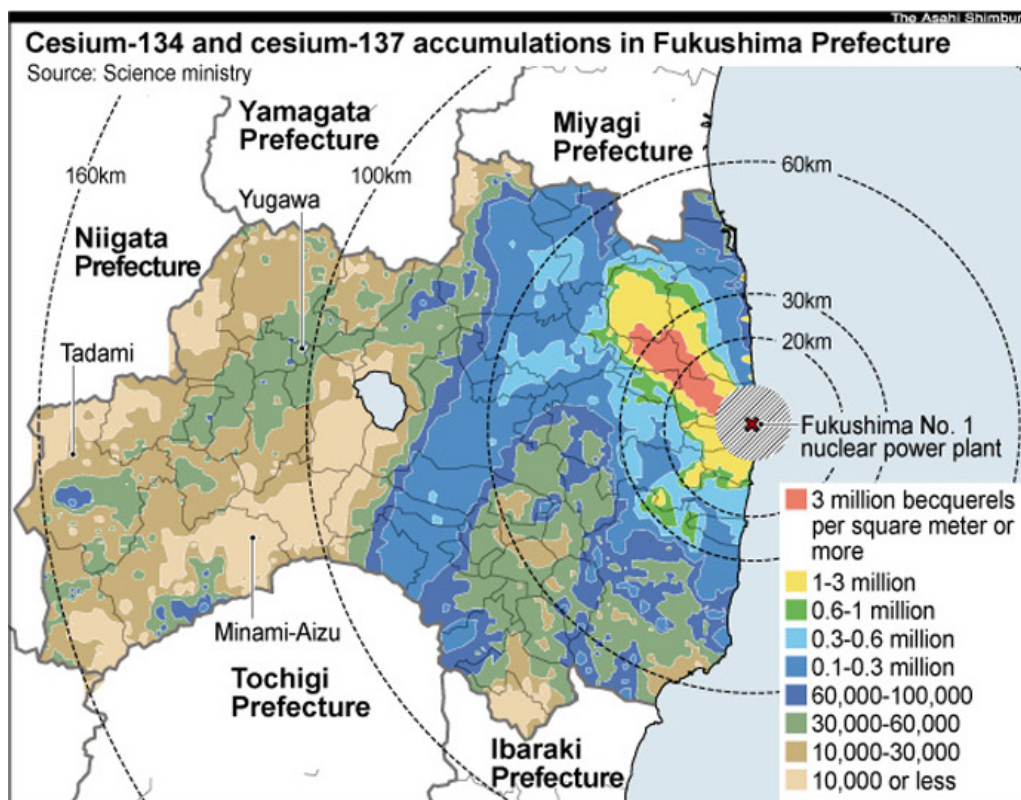 The Asahi Shimbun
Cesium-134 and cesium-137 accumulations in Fukushima Prefecture
Source: Science ministry
Yamagata
Prefecture
Miyagi
Prefecture
160km
100km
60km
Yugawa
Niigata
Prefecture
30km
20km
Tadami
Fukushima No. 1
nuclear power plant
3 million becquerels
per square meter or
more
1-3 million
0.6-1 million
0.3-0.6 million
0.1-0.3 million
60,000-100,000
30,000-60,000
10,000-30,000
10,000 or less
Minami-Aizu
Tochigi
Prefecture
Ibaraki
Prefecture